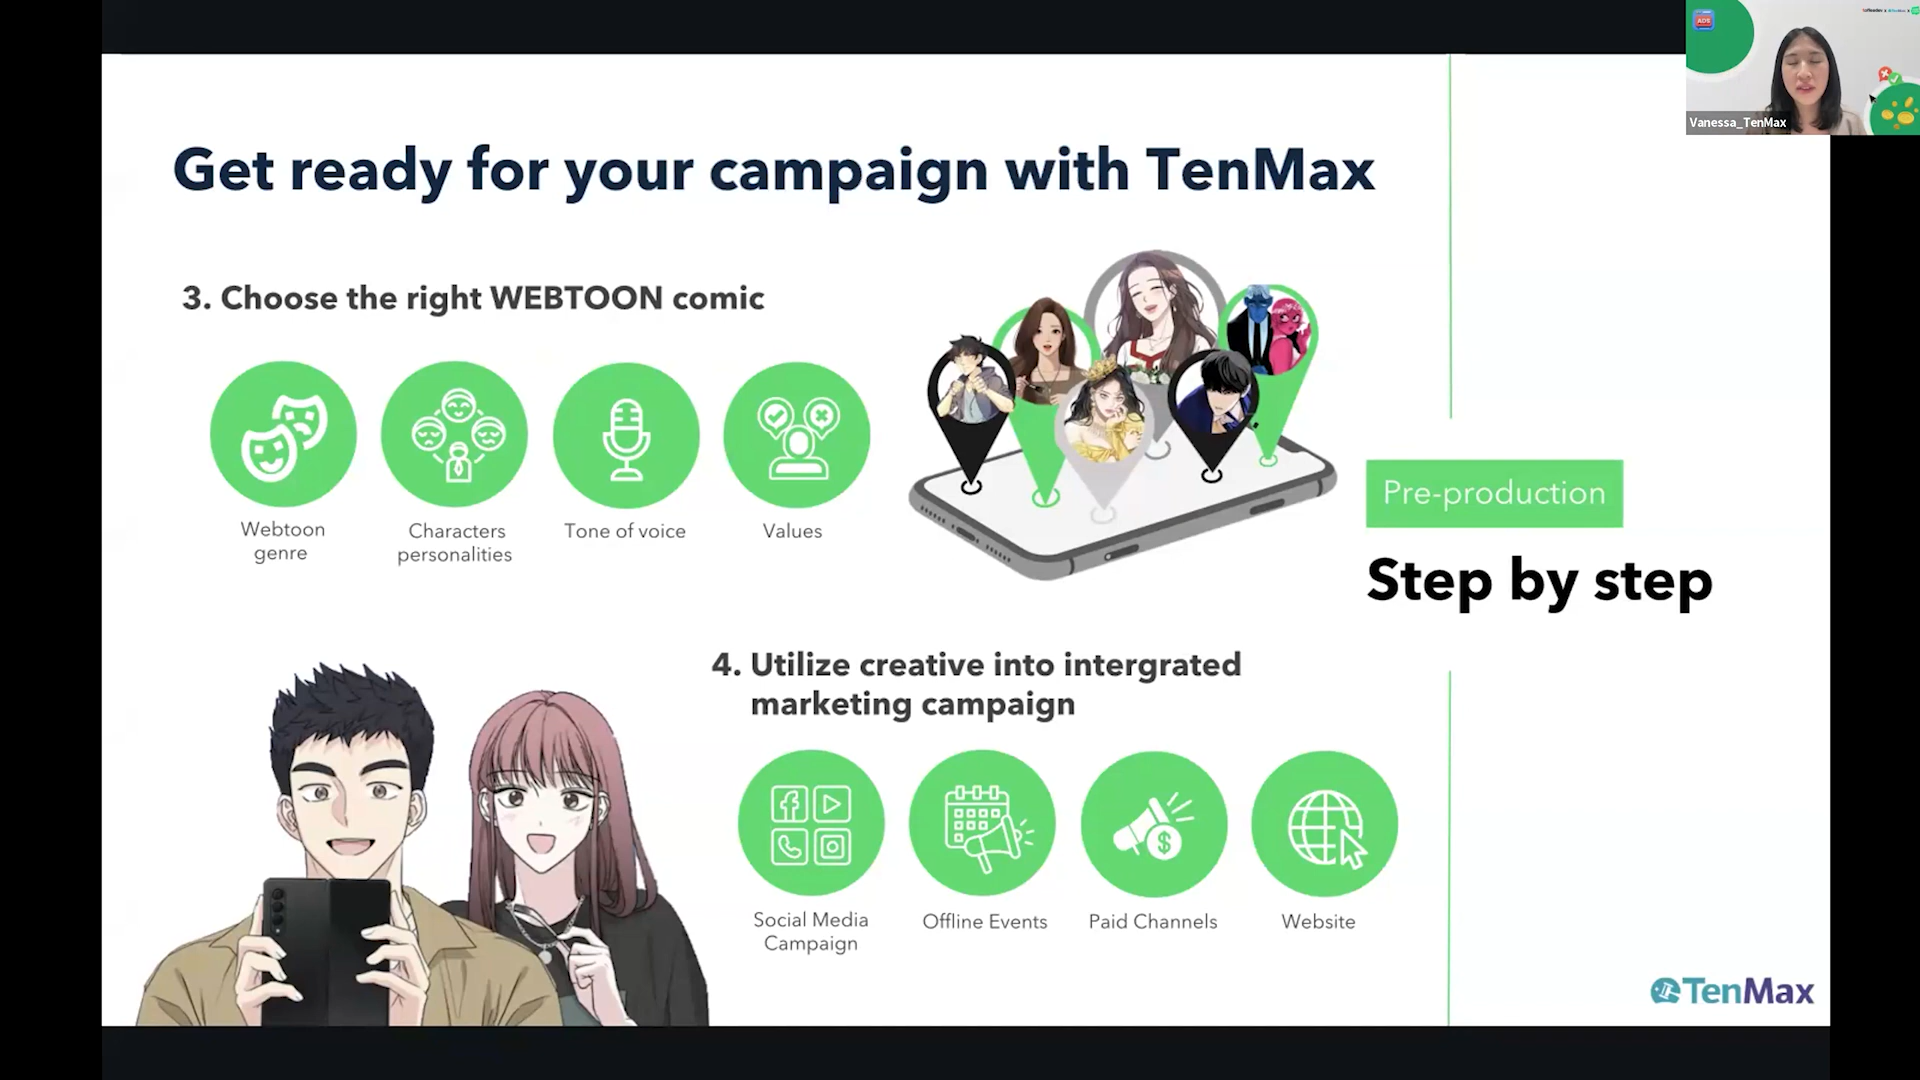 ADS
Vanessa_TenMax
Get ready for your campaign with TenMax
3. Choose the right WEBTOON comic
Webtoon
genre
Characters
personalities
Tone of voice
Values
Pre-production
Step by step
4. Utilize creative into intergrated
marketing campaign
Social Media
Campaign
Offline Events
Paid Channels
Website
TenMax